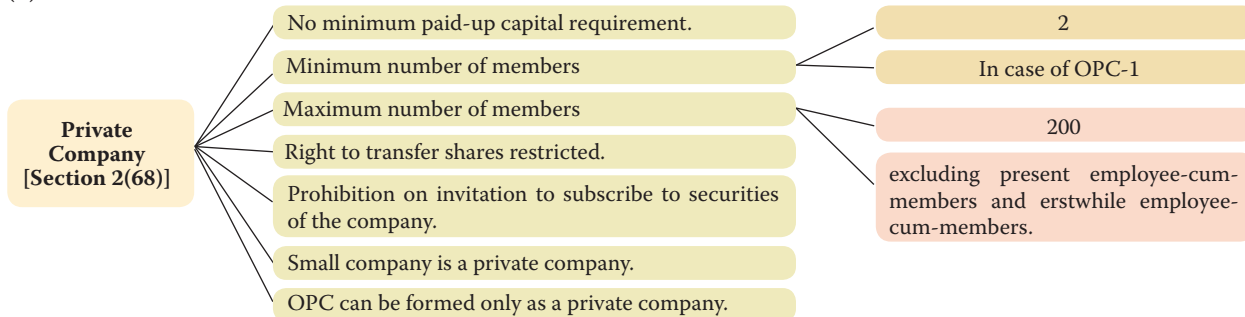 Private
Company
[Section 2(68)]
No minimum paid-up capital requirement.
Minimum number of members
2
In case of OPC-1
Maximum number of members
200
excluding present employee-cum-
members and erstwhile employee-
cum-members.
Right to transfer shares restricted.
Prohibition on invitation to subscribe to securities
of the company.
Small company is a private company.
OPC can be formed only as a private company.